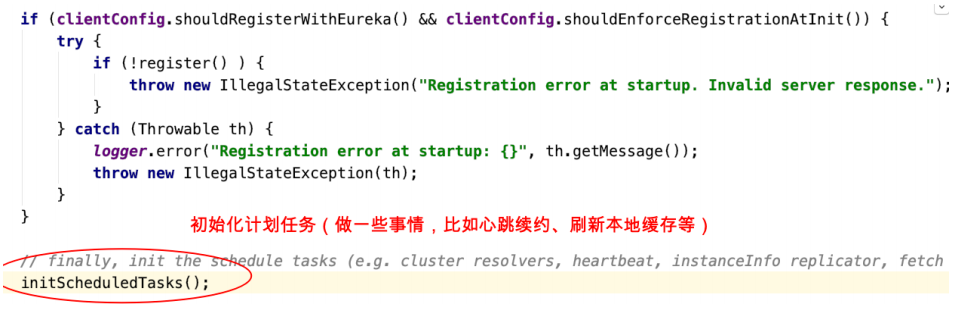 if (clientConfig.shouldRegisterWithEureka() && clientConfig.shouldEnforceRegistrationAtInit()) {
    try {
        if (!register() ) {
            throw new IllegalStateException("Registration error at startup. Invalid server response.");
        }
    } catch (Throwable th) {
        logger.error("Registration error at startup: {}", th.getMessage());
        throw new IllegalStateException(th);
    }
}
初始化计划任务（做一些事情，比如心跳续约、刷新本地缓存等）
// finally, init the schedule tasks (e.g. cluster resolvers, heartbeat, instanceInfo replicator, fetch
initScheduledTasks();